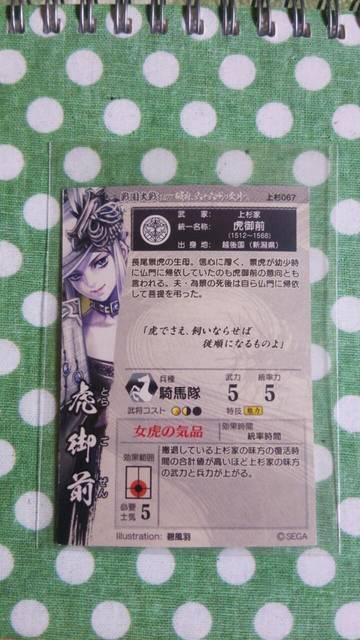 上杉067
武家: 上杉家
統一名称: 虎御前
(1512〜1568)
出身地: 越後国(新潟県)
長尾景虎の生母。信心に厚く、景虎が幼少時
に仏門に帰依していたのも虎御前の意向とも
言われる。夫・為景の死後は自ら仏門に帰依
して菩提を弔った。
「虎でさえ、飼いならせば
従順になるものよ」
兵種
騎馬隊
武力
5
統率力
5
武将コスト
特技 魅力
虎御前
とらごぜん
女虎の気品
効果時間
統率時間
効果範囲
必要士気 5
撤退している上杉家の味方の復活時
間の合計値が高いほど上杉家の味方
の武力と兵力が上がる。
Illustration: 碧風羽
©SEGA